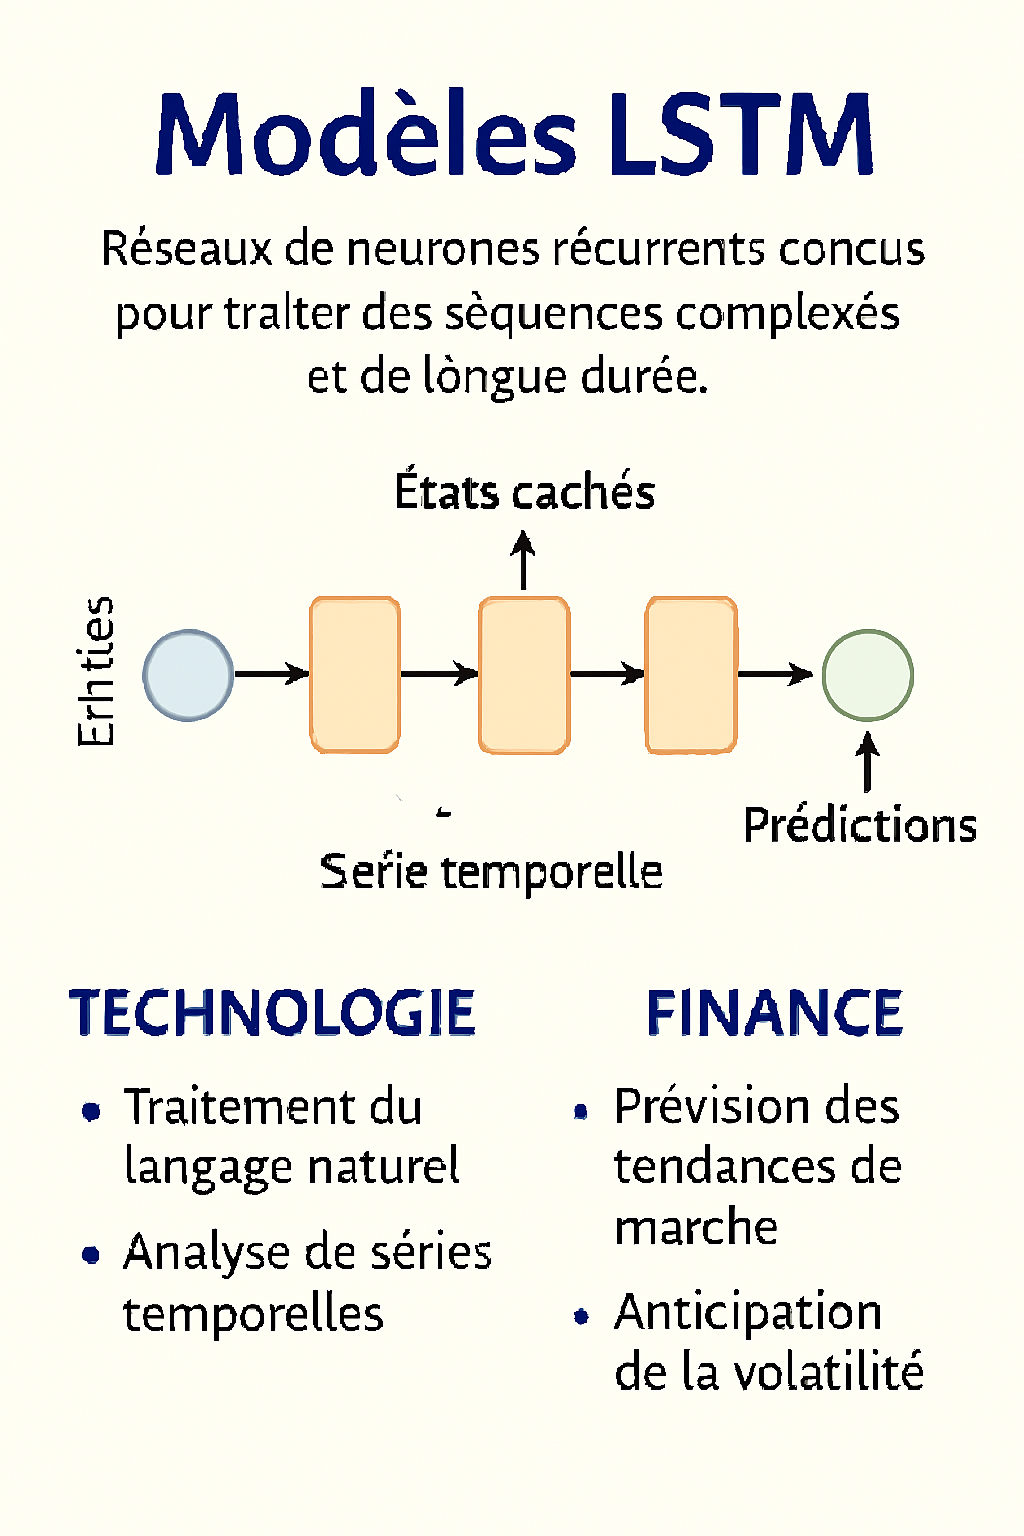 Modèles LSTM
Réseaux de neurones récurrents concus
pour tralter des sèquences complexés
et de lòngue durée.
États cachés
Erhties
Prédictions
Serie temporelle
TECHNOLOGIE
• Traitement du
langage naturel
• Analyse de séries
temporelles
FINANCE
• Prévision des
tendances de
marche
• Anticipation
de la volatilité